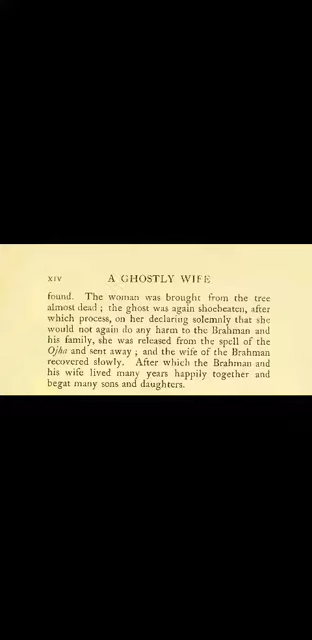 XIV A GHOSTLY WIFE
found. The woman was brought from the tree
almost dead ; the ghost was again shoebeaten, after
which process, on her declaring solemnly that she
would not again do any harm to the Brahman and
his family, she was released from the spell of the
Ojha and sent away ; and the wife of the Brahman
recovered slowly. After which the Brahman and
his wife lived many years happily together and
begat many sons and daughters.